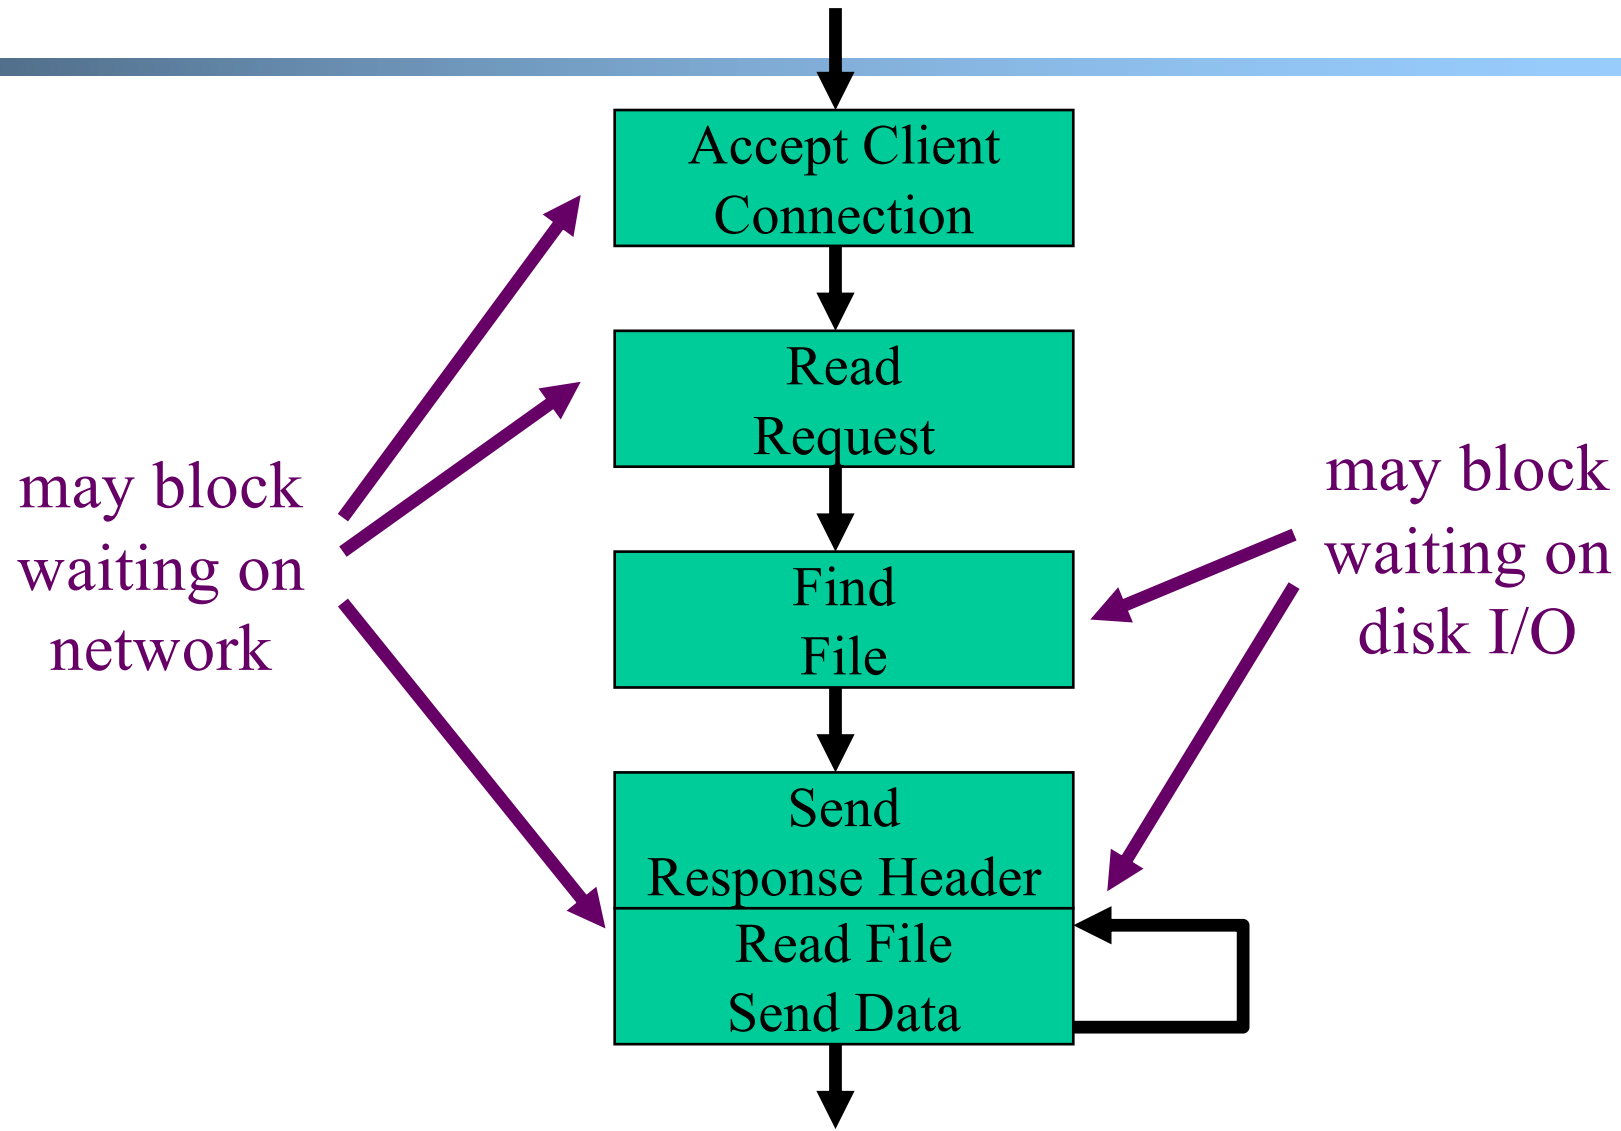 Accept Client
Connection
Read
Request
may block
waiting on
network
may block
waiting on
disk I/O
Find
File
Send
Response Header
Read File
Send Data